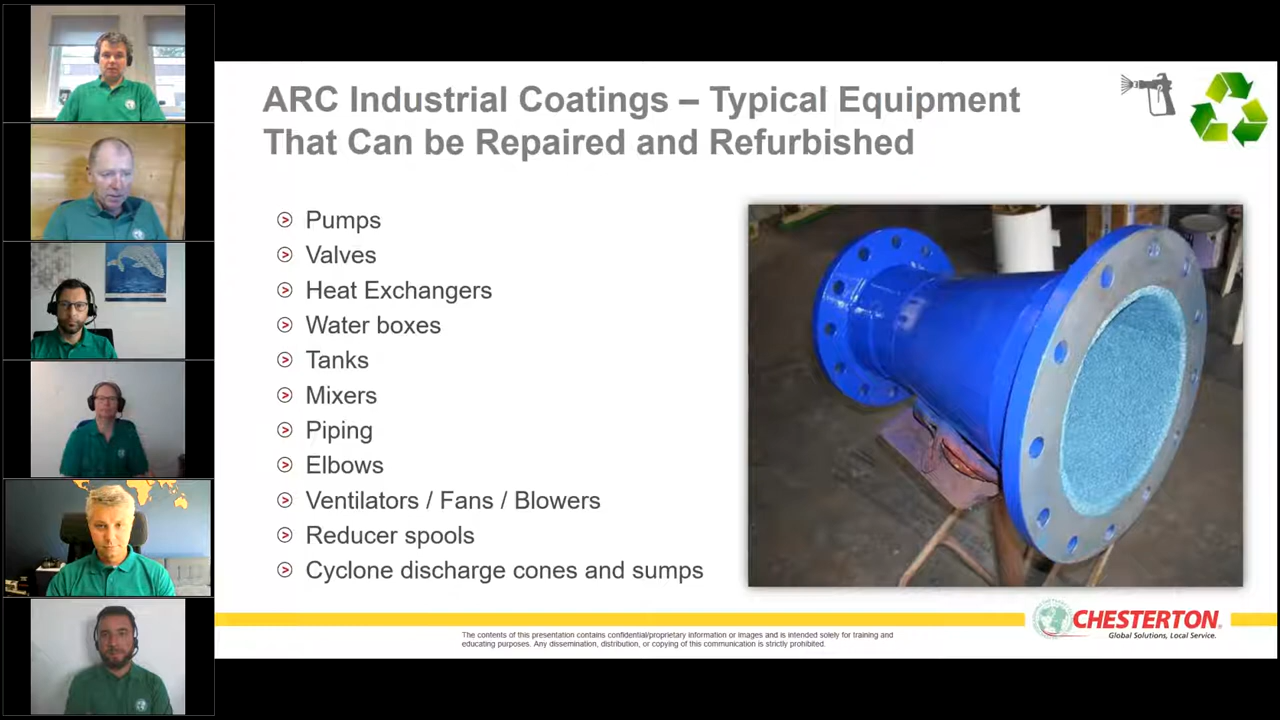 ARC Industrial Coatings – Typical Equipment
That Can be Repaired and Refurbished
Pumps
Valves
Heat Exchangers
Water boxes
Tanks
Mixers
Piping
Elbows
Ventilators / Fans / Blowers
Reducer spools
Cyclone discharge cones and sumps
CHESTERTON
Global Solutions, Local Service.
The contents of this presentation contains confidential/proprietary information or images and is intended solely for training and
educating purposes. Any dissemination, distribution, or copying of this communication is strictly prohibited.